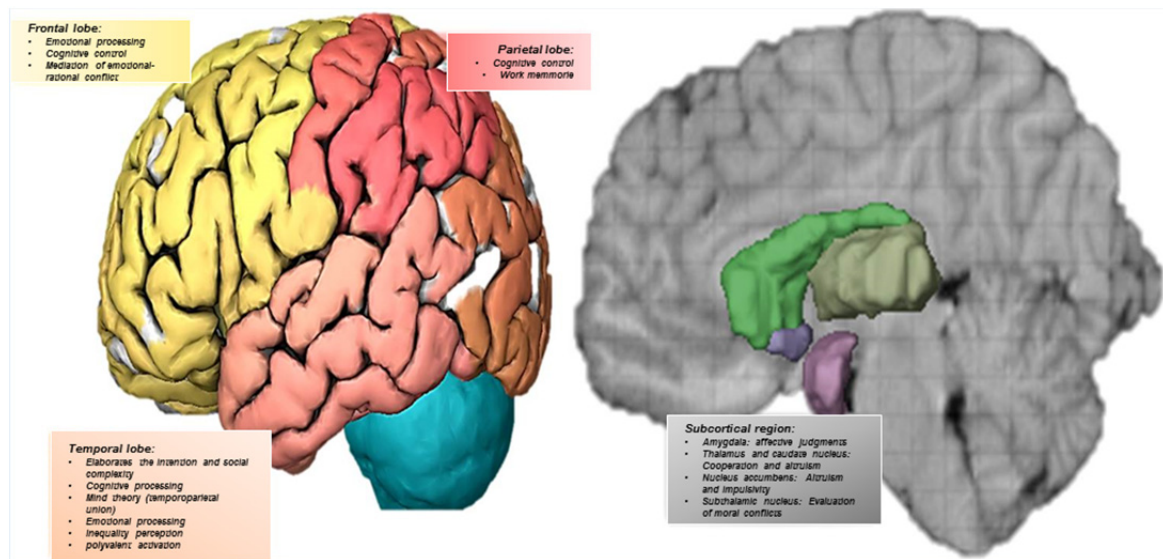 Frontal lobe:
• Emotional processing
• Cognitive control
• Mediation of emotional-
rational conflict
Parietal lobe:
• Cognitive control
• Work memmorie
Temporal lobe:
• Elaborates the intention and social
complexity
• Cognitive processing
• Mind theory (temporoparietal
union)
• Emotional processing
• Inequality perception
• polyvalent activation
Subcortical region:
• Amygdala: affective judgments
• Thalamus and caudate nucleus:
Cooperation and altruism
• Nucleus accumbens: Altruism
and impulsivity
• Subthalamic nucleus: Evaluation
of moral conflicts